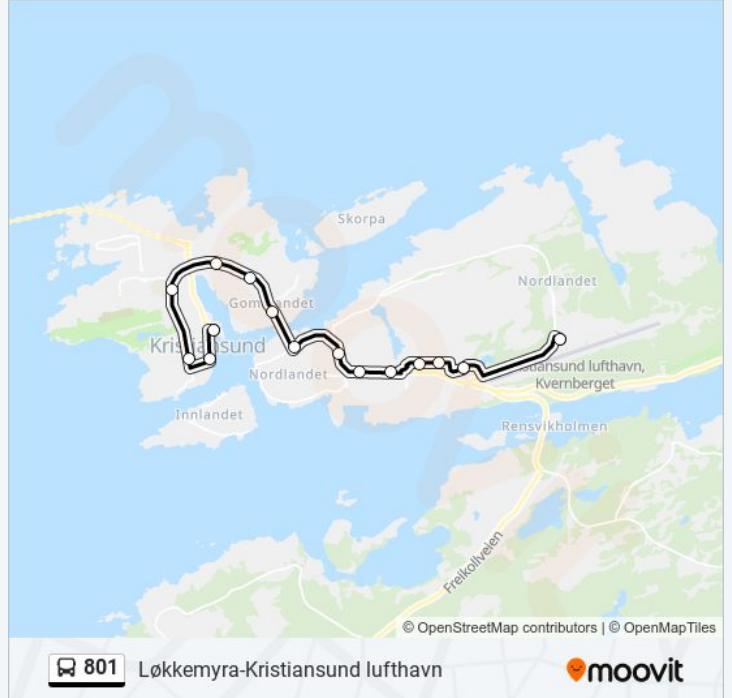 Skorpa
Nordlandet
Gomalandet
Kristiansund
Nordlandet
Kristiansund lufthavn,
Kvernberget
Innlandet
Rensvikholmen
Freikollveien
© OpenStreetMap contributors | © OpenMapTiles
801 Løkkemyra-Kristiansund lufthavn
moovit